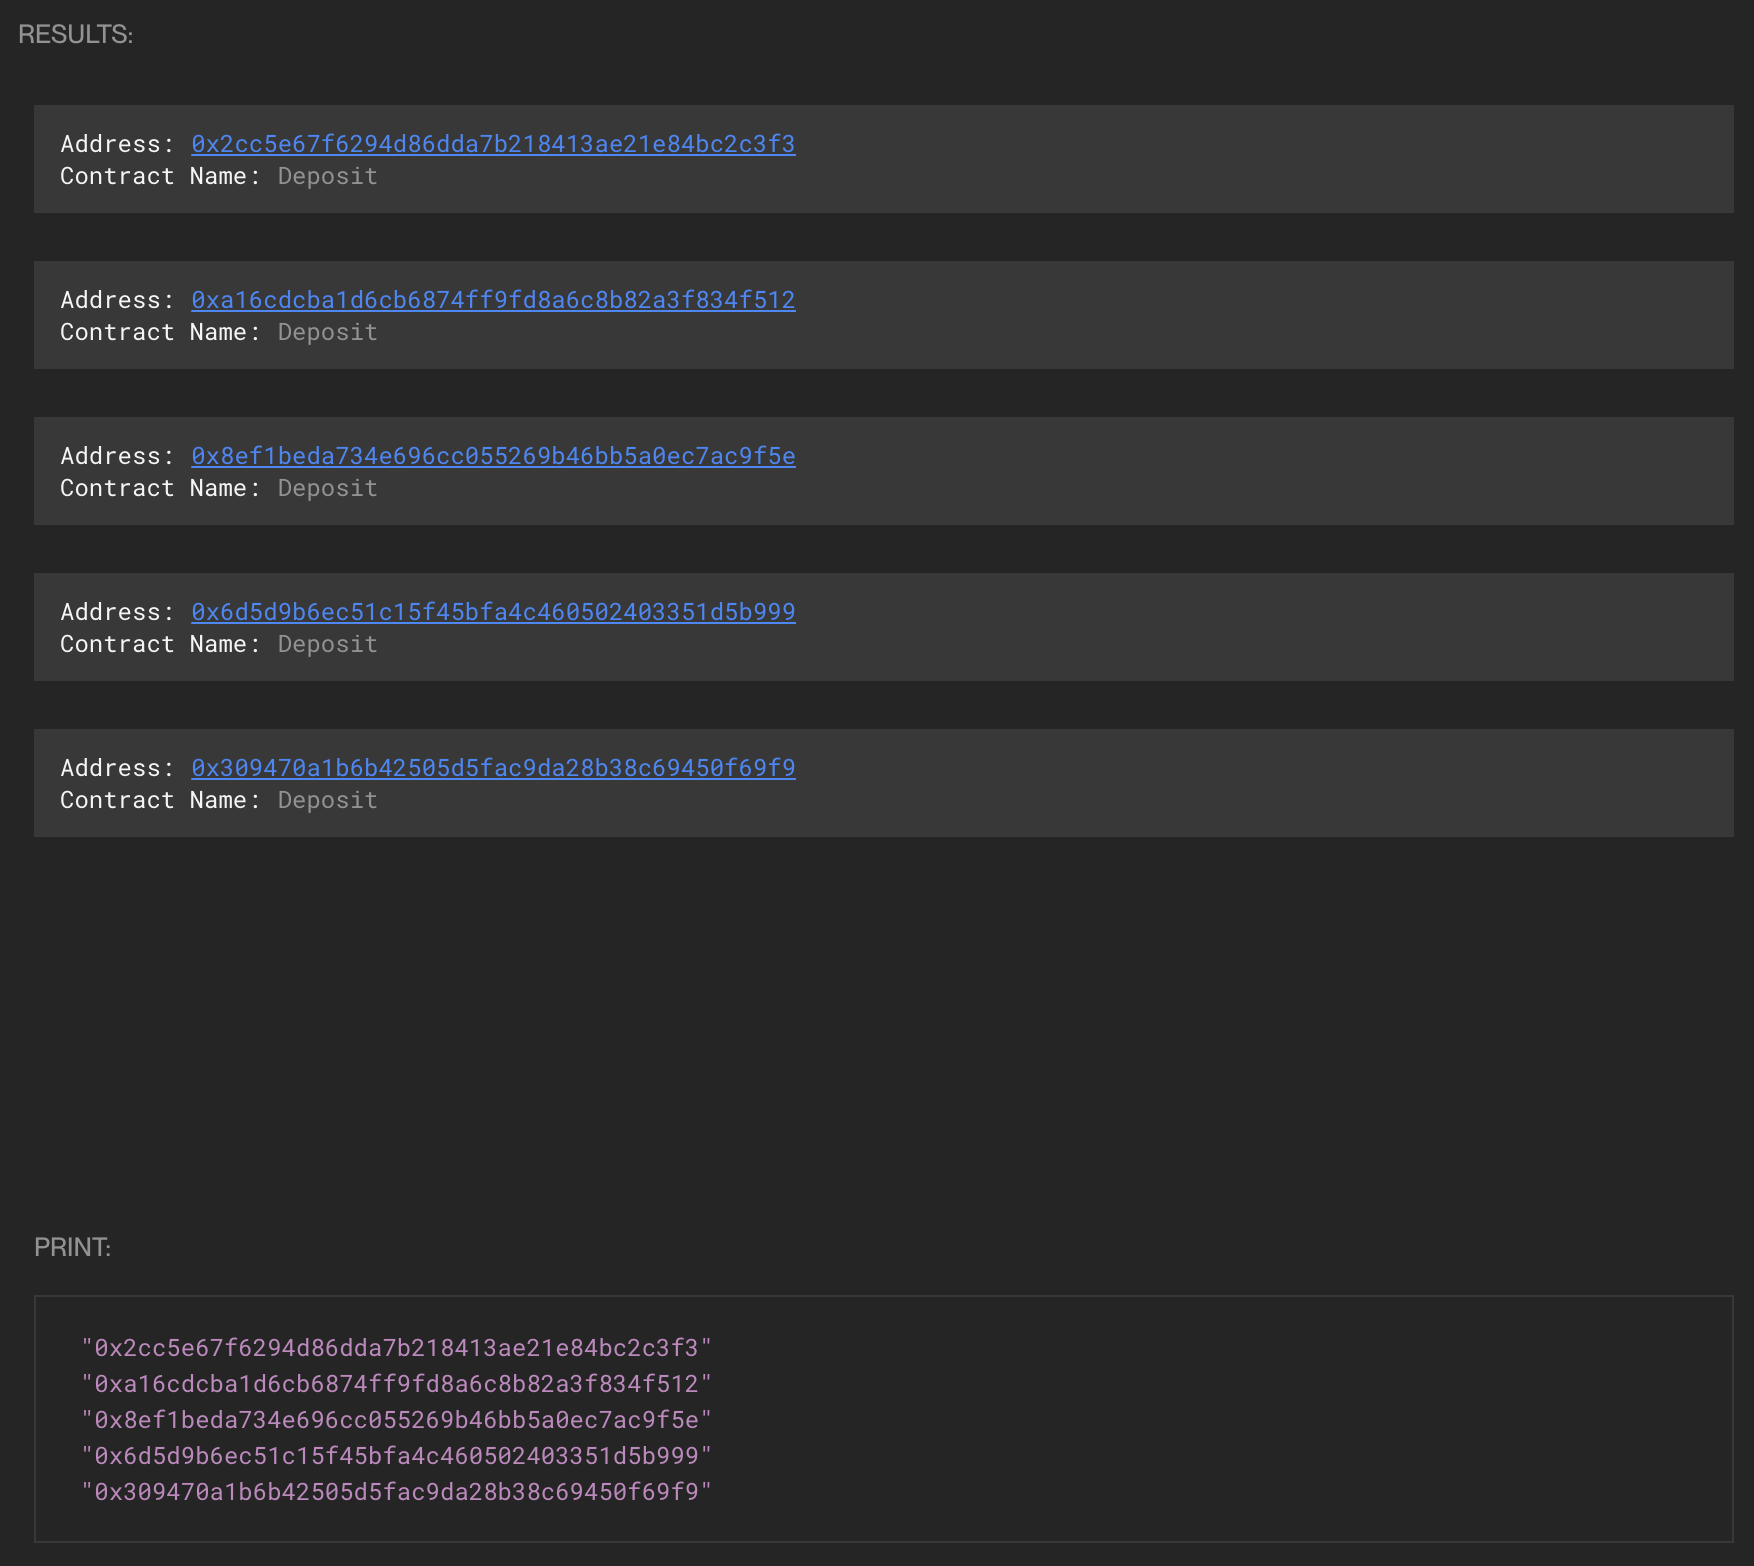 RESULTS:
Address: 0x2cc5e67f6294d86dda7b218413ae21e84bc2c3f3
Contract Name: Deposit
Address: 0xa16cdcba1d6cb6874ff9fd8a6c8b82a3f834f512
Contract Name: Deposit
Address: 0x8ef1beda734e696cc055269b46bb5a0ec7ac9f5e
Contract Name: Deposit
Address: 0x6d5d9b6ec51c15f45bfa4c460502403351d5b999
Contract Name: Deposit
Address: 0x309470a1b6b42505d5fac9da28b38c69450f69f9
Contract Name: Deposit
PRINT:
"0x2cc5e67f6294d86dda7b218413ae21e84bc2c3f3"
"0xa16cdcba1d6cb6874ff9fd8a6c8b82a3f834f512"
"0x8ef1beda734e696cc055269b46bb5a0ec7ac9f5e"
"0x6d5d9b6ec51c15f45bfa4c460502403351d5b999"
"0x309470a1b6b42505d5fac9da28b38c69450f69f9"